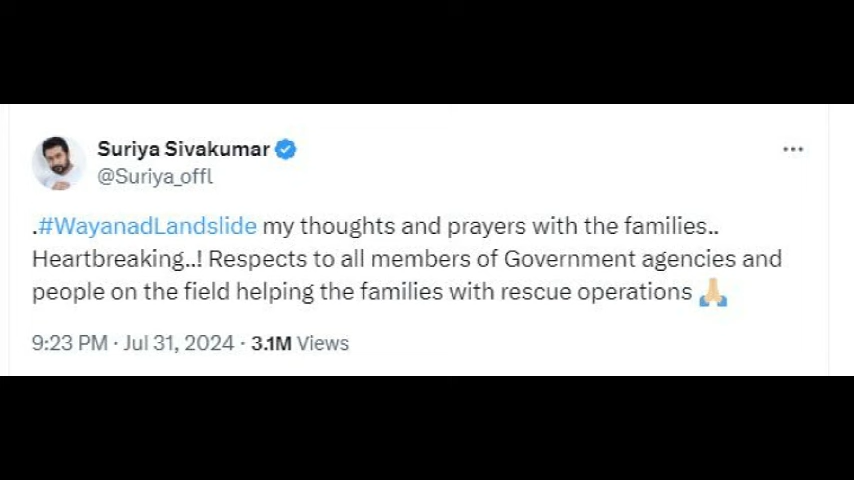 Suriya Sivakumar
@Suriya_offl
.#WayanadLandslide my thoughts and prayers with the families..
Heartbreaking..! Respects to all members of Government agencies and
people on the field helping the families with rescue operations 🙏🏼
9:23 PM · Jul 31, 2024 · 3.1M Views